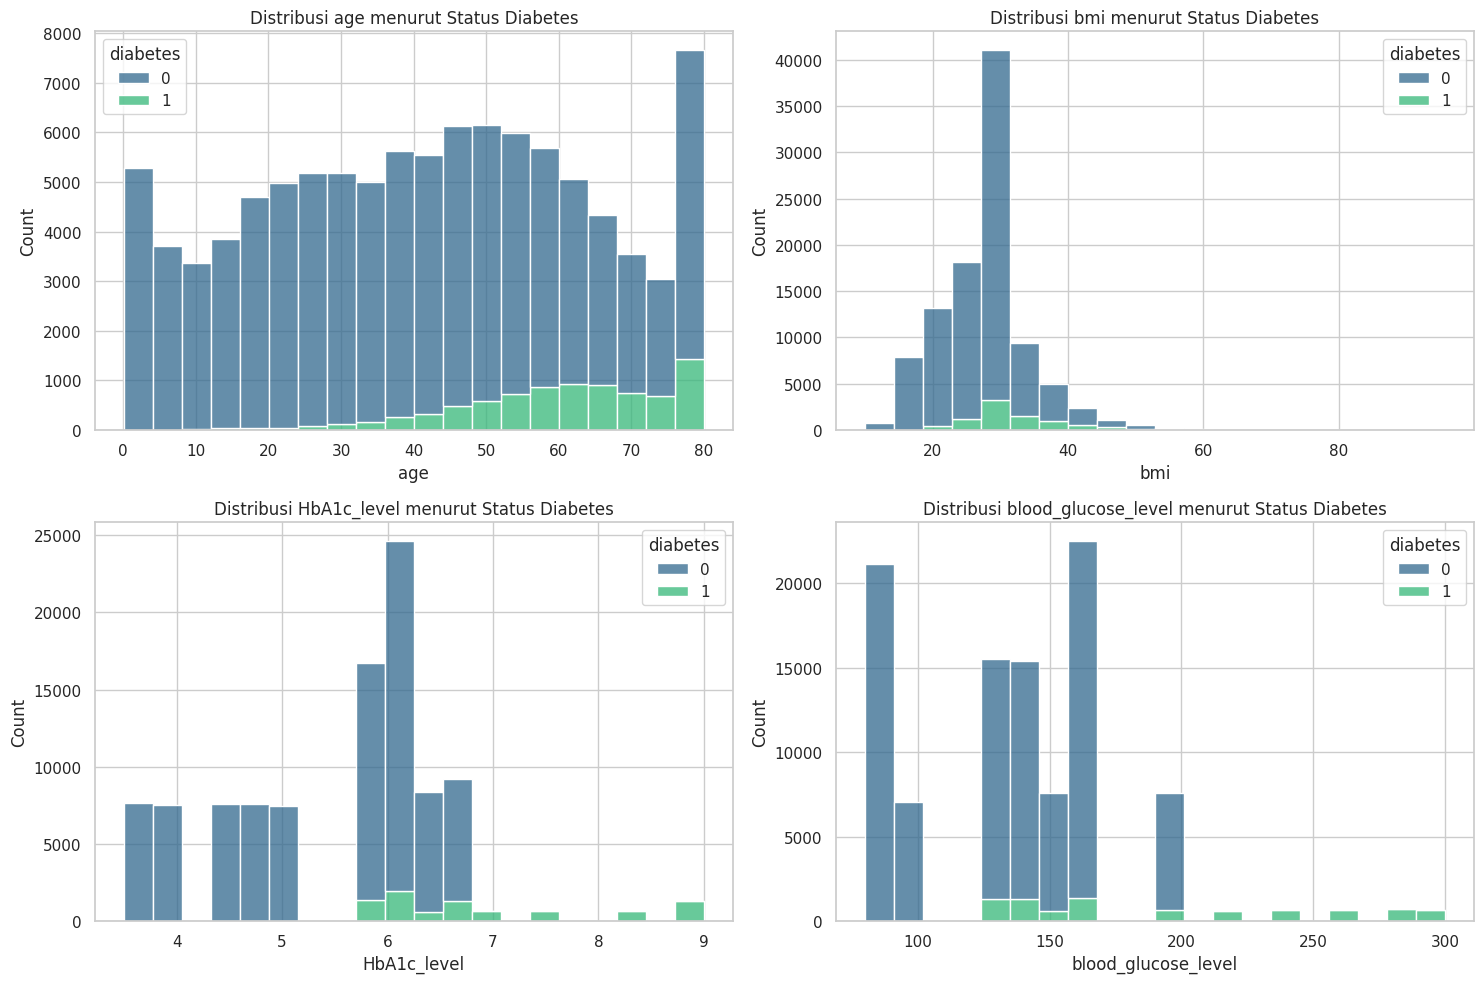 Distribusi age menurut Status Diabetes
diabetes
0
1
8000
7000
6000
5000
4000
3000
2000
1000
0
Count
0 10 20 30 40 50 60 70 80
age
Distribusi bmi menurut Status Diabetes
diabetes
0
1
40000
35000
30000
25000
20000
15000
10000
5000
0
Count
20 40 60 80
bmi
Distribusi HbA1c_level menurut Status Diabetes
diabetes
0
1
25000
20000
15000
10000
5000
0
Count
4 5 6 7 8 9
HbA1c_level
Distribusi blood_glucose_level menurut Status Diabetes
diabetes
0
1
20000
15000
10000
5000
0
Count
100 150 200 250 300
blood_glucose_level